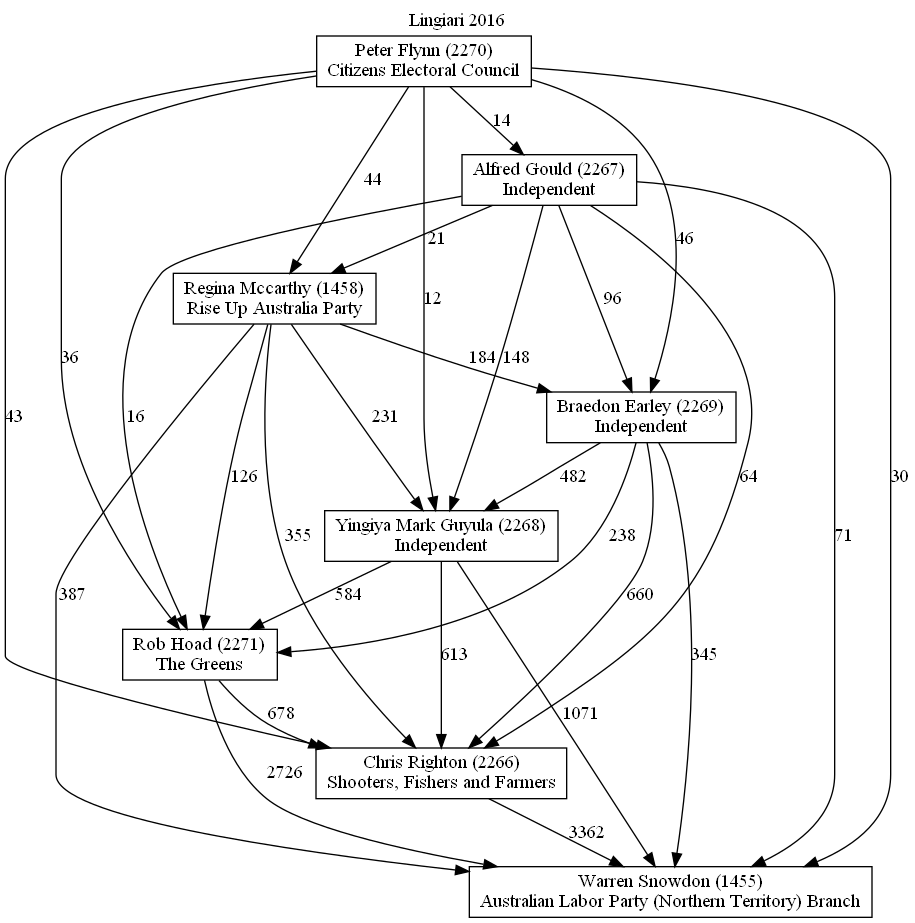 Lingiari 2016
Peter Flynn (2270)
Citizens Electoral Council
14
Alfred Gould (2267)
Independent
44
21
46
12
Regina Mccarthy (1458)
Rise Up Australia Party
96
36
184
148
43
16
Braedon Earley (2269)
Independent
231
126
482
64
30
Yingiya Mark Guyula (2268)
Independent
355
238
71
387
584
660
Rob Hoad (2271)
The Greens
613
345
678
1071
Chris Righton (2266)
Shooters, Fishers and Farmers
2726
3362
Warren Snowdon (1455)
Australian Labor Party (Northern Territory) Branch